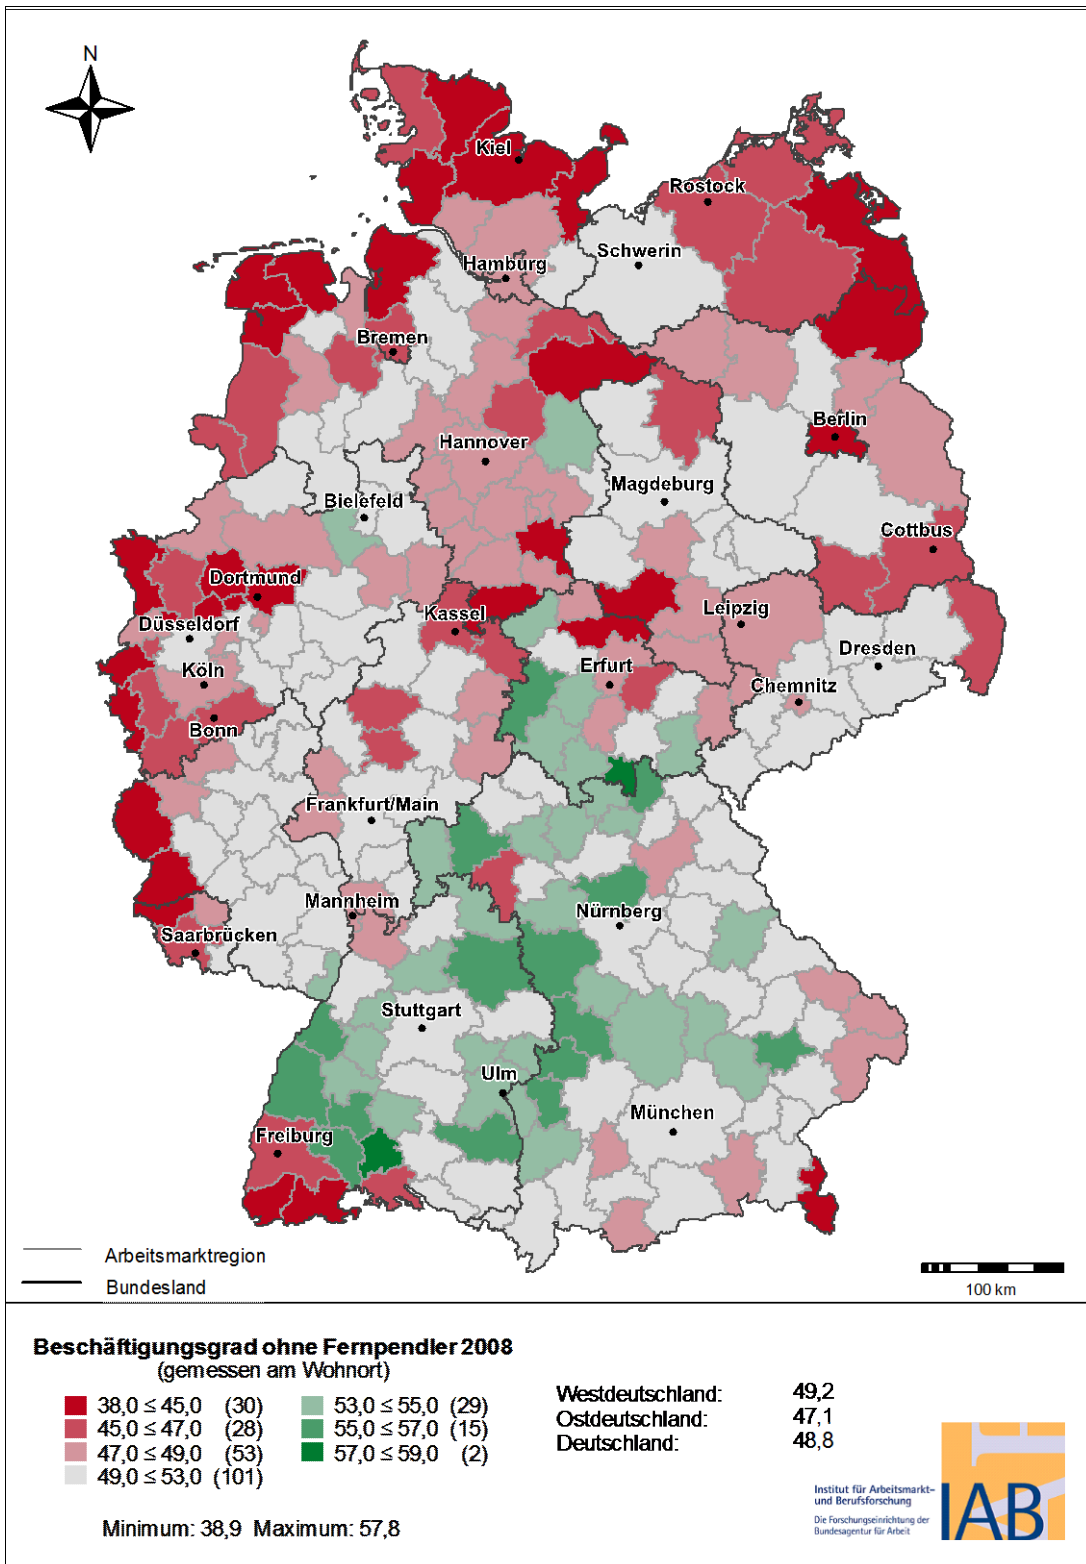 N
Kiel
Rostock
Schwerin
Hamburg
Bremen
Berlin
Hannover
Magdeburg
Bielefeld
Cottbus
Dortmund
Kassel
Leipzig
Düsseldorf
Dresden
Köln
Erfurt
Chemnitz
Bonn
Frankfurt/Main
Mannheim
Nürnberg
Saarbrücken
Stuttgart
Ulm
München
Freiburg
Arbeitsmarktregion
Bundesland
100 km
Beschäftigungsgrad ohne Fernpendler 2008
(gemessen am Wohnort)
38,0 ≤ 45,0 (30)
45,0 ≤ 47,0 (28)
47,0 ≤ 49,0 (53)
49,0 ≤ 53,0 (101)
53,0 ≤ 55,0 (29)
55,0 ≤ 57,0 (15)
57,0 ≤ 59,0 (2)
Minimum: 38,9 Maximum: 57,8
Westdeutschland: 49,2
Ostdeutschland: 47,1
Deutschland: 48,8
Institut für Arbeitsmarkt-
und Berufsforschung
Die Forschungseinrichtung der
Bundesagentur für Arbeit
IAB